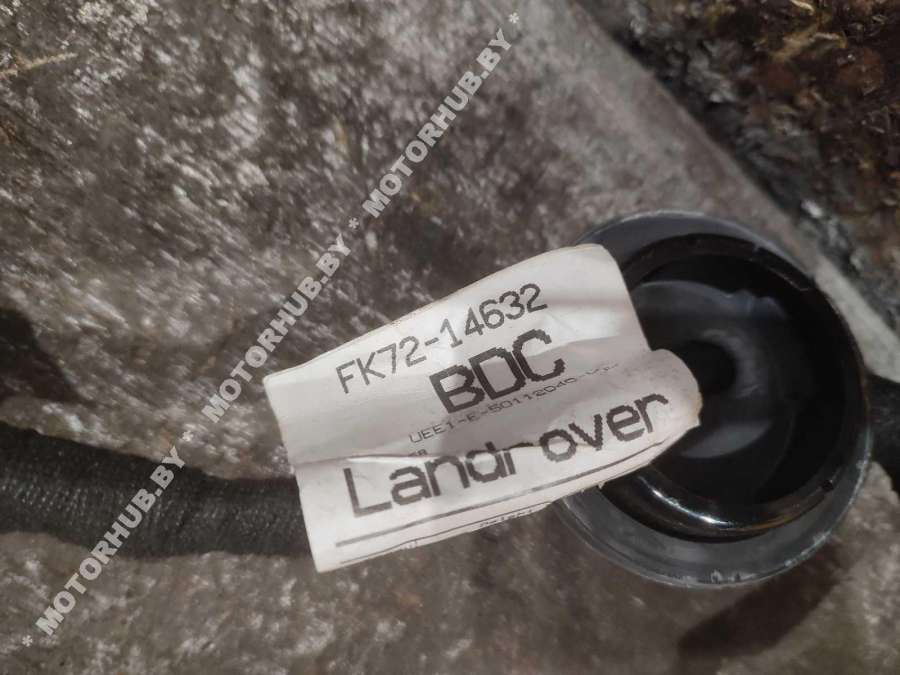 FK72-14632
BDC
Landrover
* MOTORHUB.BY * MOTORHUB.BY * MOTORHUB.BY *